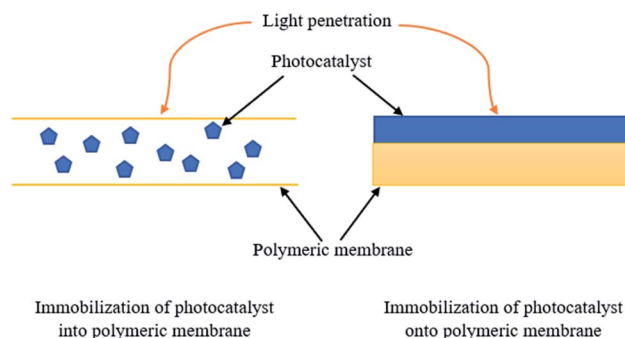 Light penetration
Photocatalyst
Polymeric membrane
Immobilization of photocatalyst
into polymeric membrane
Immobilization of photocatalyst
onto polymeric membrane